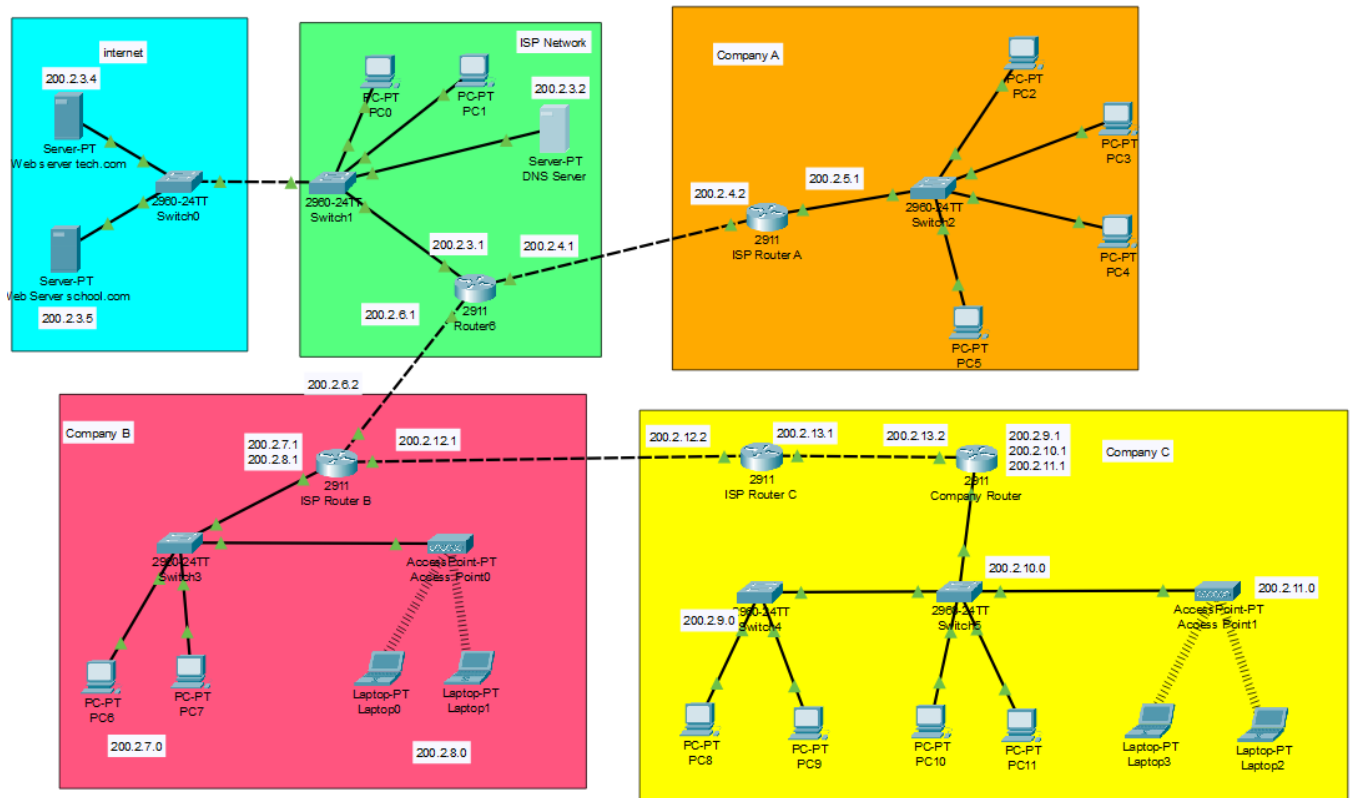 internet
200.2.3.4
Server-PT
Web server tech.com
2960-24TT
Switch0
Server-PT
Web Server school.com
200.2.3.5
ISP Network
PC-PT
PC0
PC-PT
PC1
200.2.3.2
Server-PT
DNS Server
2960-24TT
Switch1
200.2.3.1
200.2.4.1
2911
Router6
200.2.6.1
Company A
PC-PT
PC2
PC-PT
PC3
200.2.5.1
200.2.4.2
2911
ISP Router A
2960-24TT
Switch2
PC-PT
PC4
PC-PT
PC5
200.2.6.2
Company B
200.2.7.1
200.2.8.1
200.2.12.1
2911
ISP Router B
2960-24TT
Switch3
AccessPoint-PT
Access Point0
PC-PT
PC6
PC-PT
PC7
Laptop-PT
Laptop0
Laptop-PT
Laptop1
200.2.7.0
200.2.8.0
200.2.12.2
200.2.13.1
200.2.13.2
200.2.9.1
200.2.10.1
200.2.11.1
Company C
2911
ISP Router C
2911
Company Router
200.2.10.0
2960-24TT
Switch4
200.2.9.0
2960-24TT
Switch5
AccessPoint-PT
Access Point1
200.2.11.0
PC-PT
PC8
PC-PT
PC9
PC-PT
PC10
PC-PT
PC11
Laptop-PT
Laptop3
Laptop-PT
Laptop2